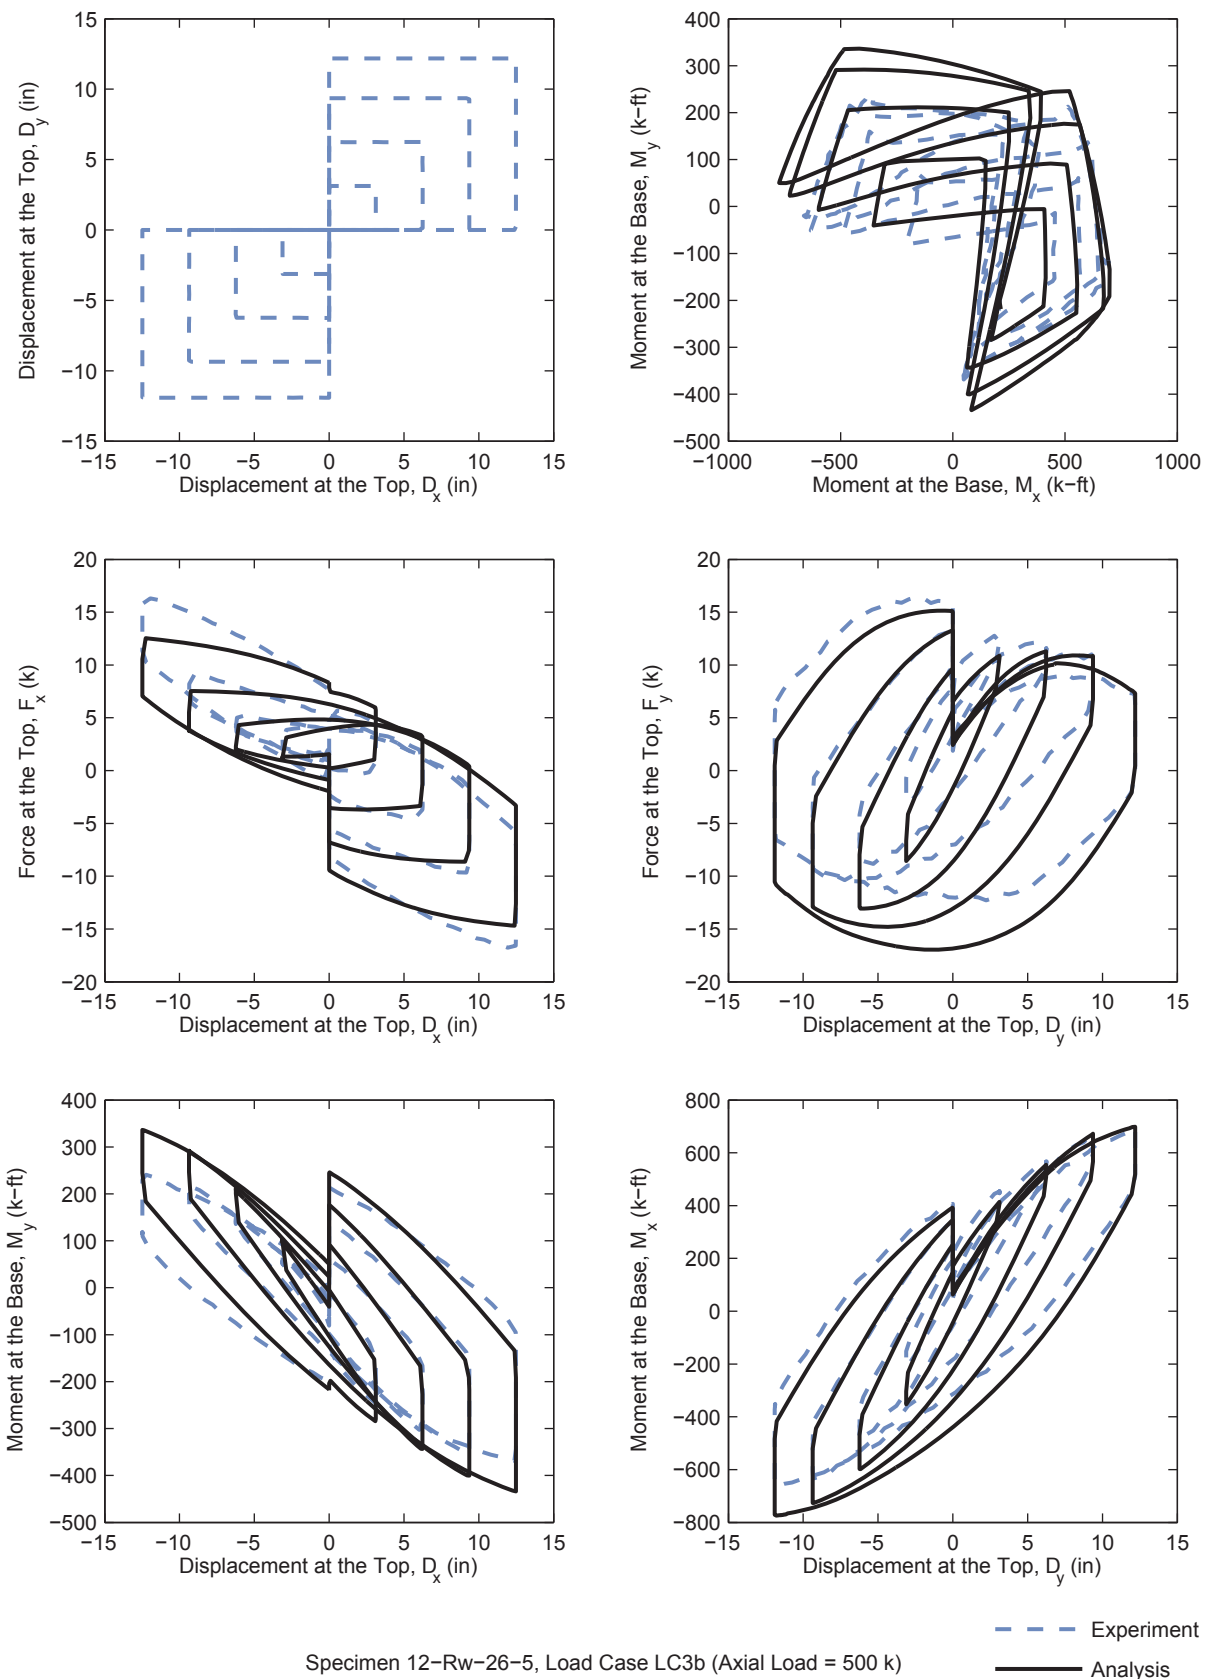 15
10
5
0
−5
−10
−15
−15 −10 −5 0 5 10 15
Displacement at the Top, Dx (in)
Displacement at the Top, Dy (in)
400
300
200
100
0
−100
−200
−300
−400
−500
−1000 −500 0 500 1000
Moment at the Base, Mx (k−ft)
Moment at the Base, My (k−ft)
20
15
10
5
0
−5
−10
−15
−20
−15 −10 −5 0 5 10 15
Displacement at the Top, Dx (in)
Force at the Top, Fx (k)
20
15
10
5
0
−5
−10
−15
−20
−15 −10 −5 0 5 10 15
Displacement at the Top, Dy (in)
Force at the Top, Fy (k)
400
300
200
100
0
−100
−200
−300
−400
−500
−15 −10 −5 0 5 10 15
Displacement at the Top, Dx (in)
Moment at the Base, My (k−ft)
800
600
400
200
0
−200
−400
−600
−800
−15 −10 −5 0 5 10 15
Displacement at the Top, Dy (in)
Moment at the Base, Mx (k−ft)
Experiment
Analysis
Specimen 12−Rw−26−5, Load Case LC3b (Axial Load = 500 k)